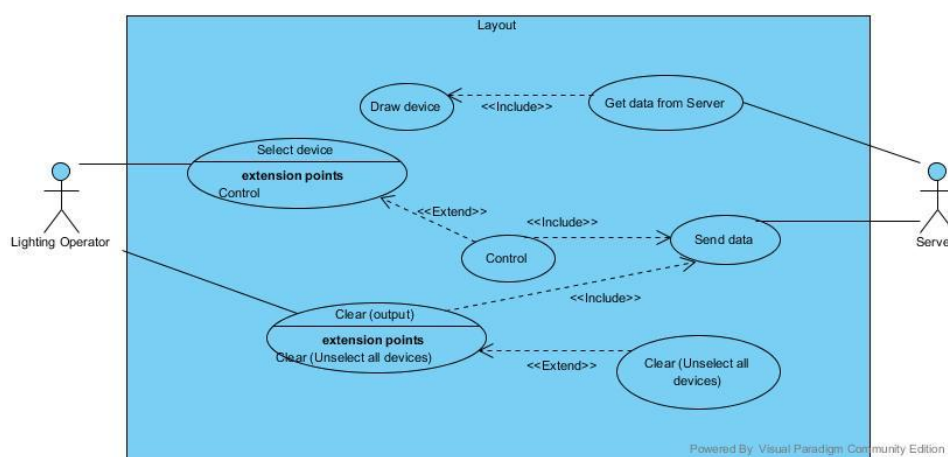 Layout
Draw device
<<Include>>
Get data from Server
Select device
extension points
Control
<<Extend>>
<<Include>>
Send data
Lighting Operator
Control
Serve
<<Include>>
Clear (output)
extension points
Clear (Unselect all devices)
<<Extend>>
Clear (Unselect all
devices)
Powered By Visual Paradigm Community Edition